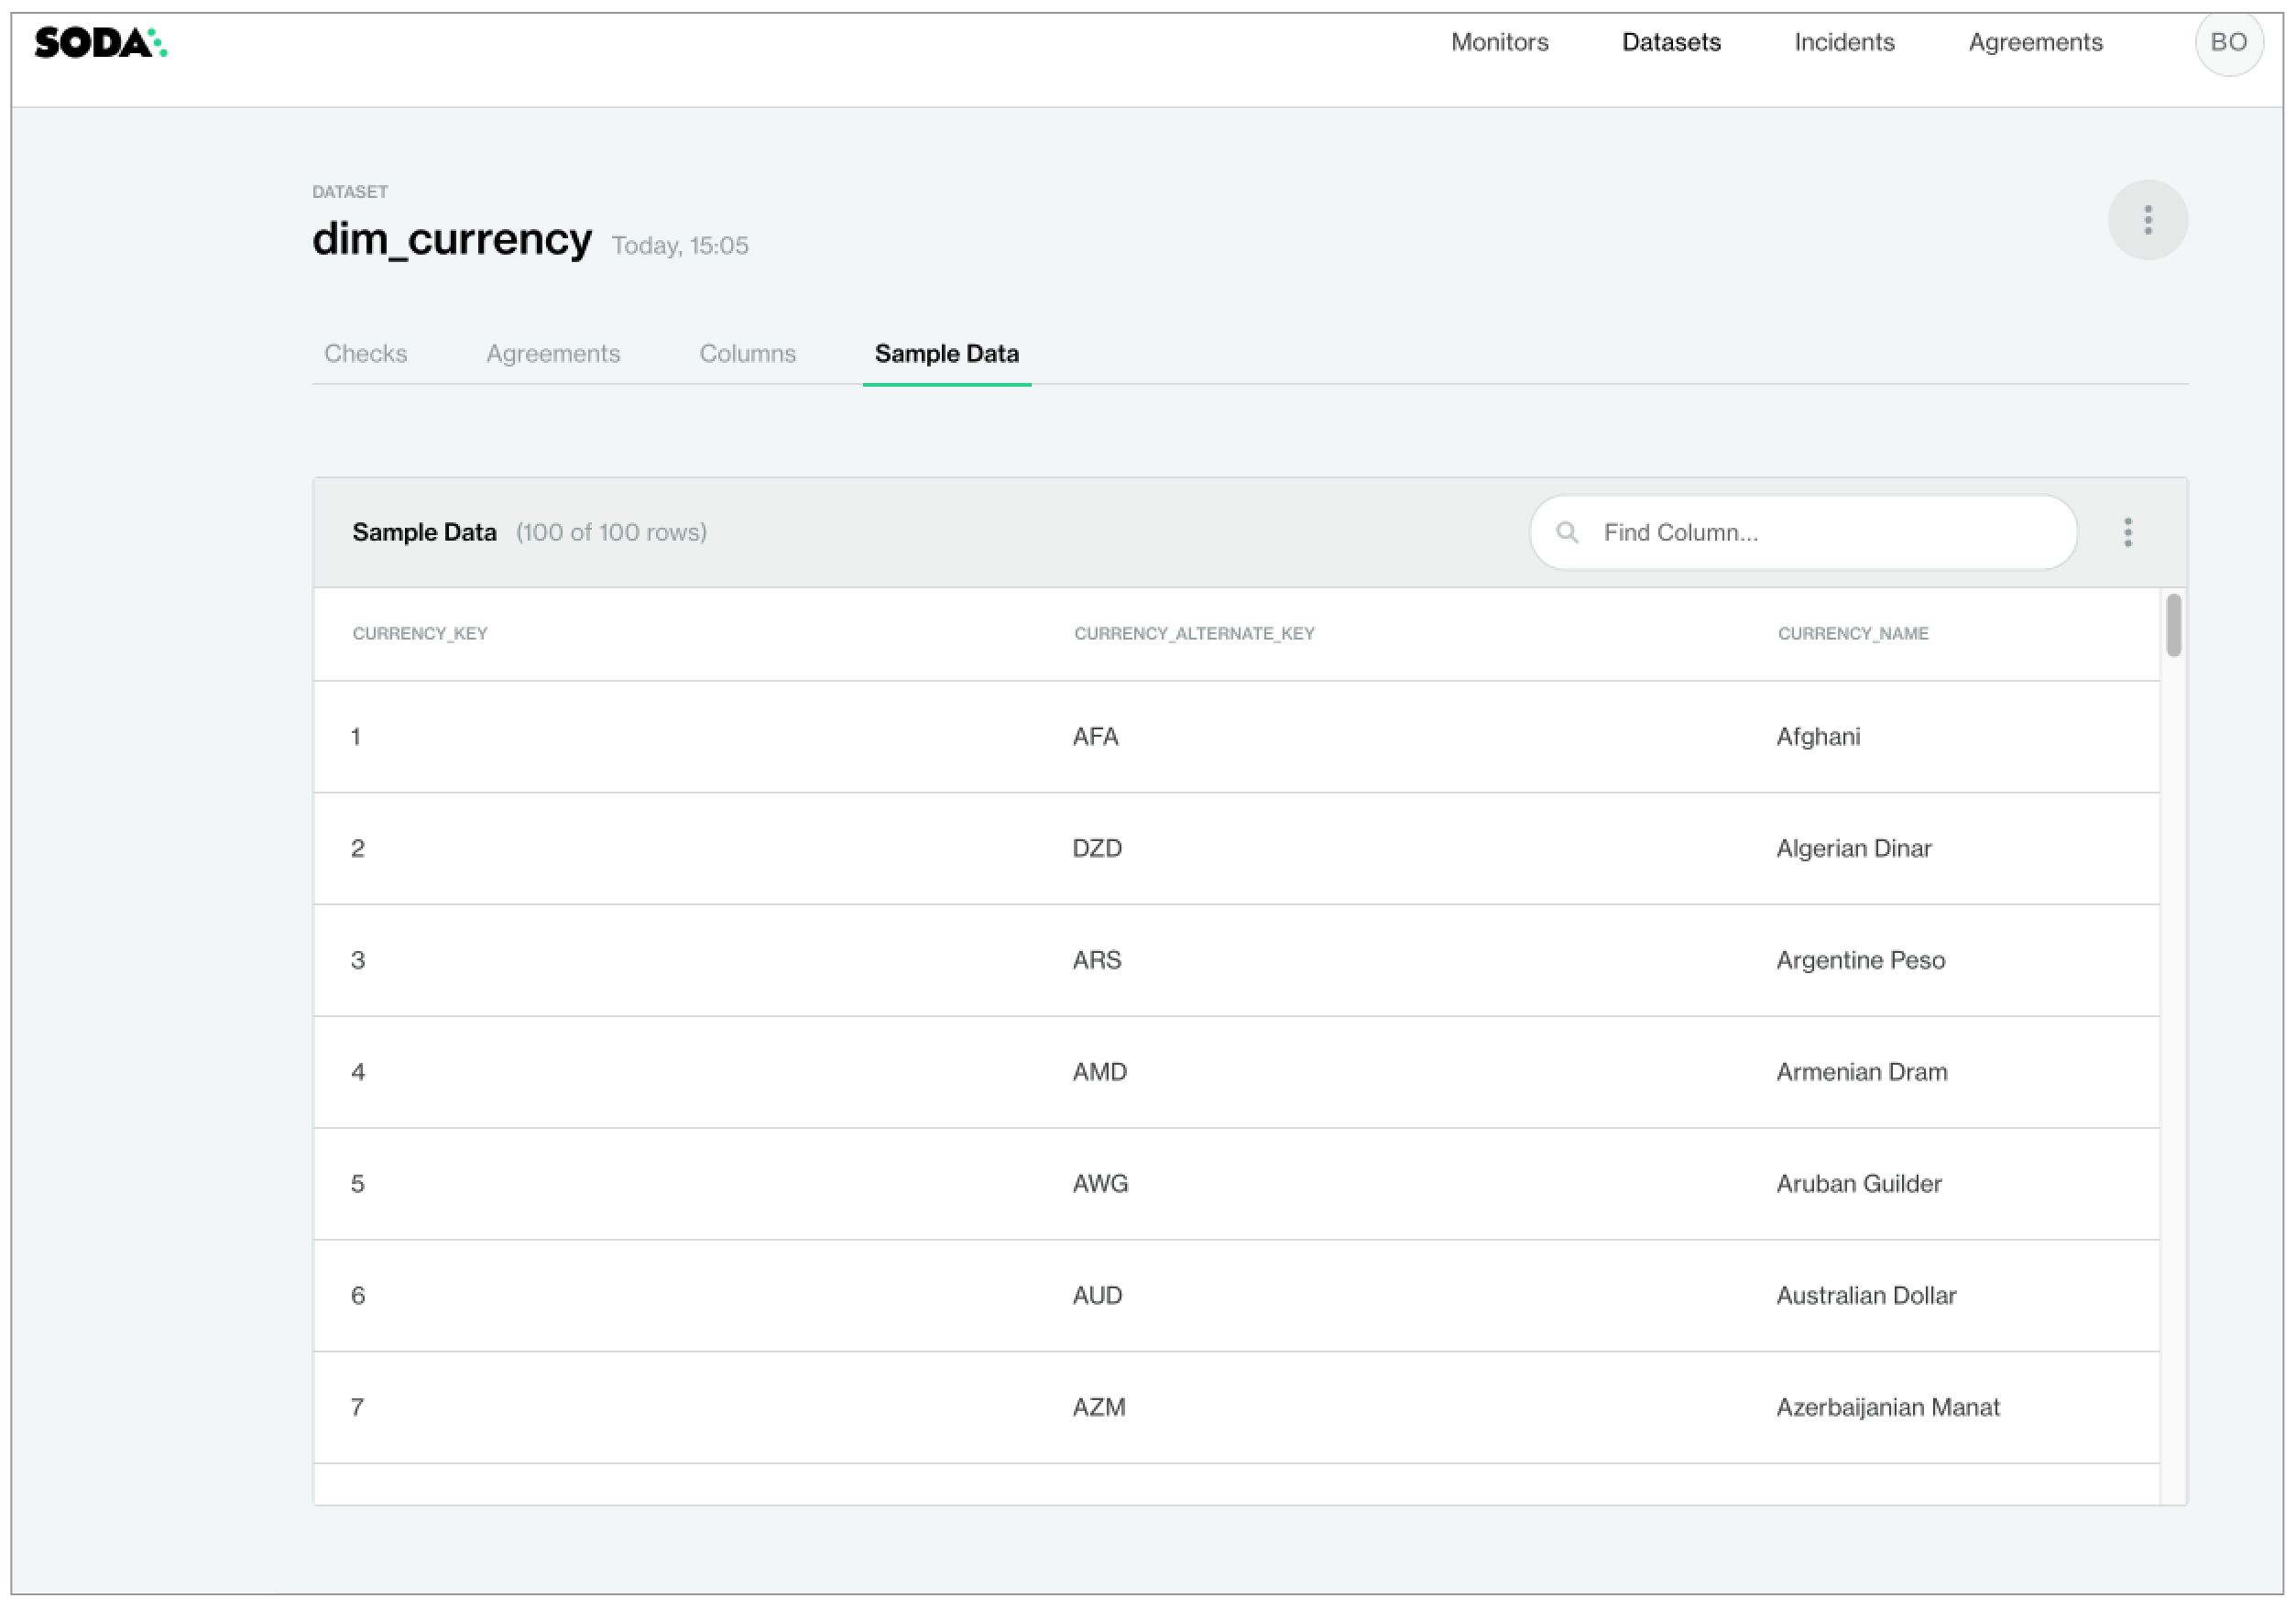 SODA
Monitors Datasets Incidents Agreements BO
DATASET
dim_currency Today, 15:05
Checks Agreements Columns Sample Data
Sample Data (100 of 100 rows) Find Column...
CURRENCY_KEY CURRENCY_ALTERNATE_KEY CURRENCY_NAME
1 AFA Afghani
2 DZD Algerian Dinar
3 ARS Argentine Peso
4 AMD Armenian Dram
5 AWG Aruban Guilder
6 AUD Australian Dollar
7 AZM Azerbaijanian Manat